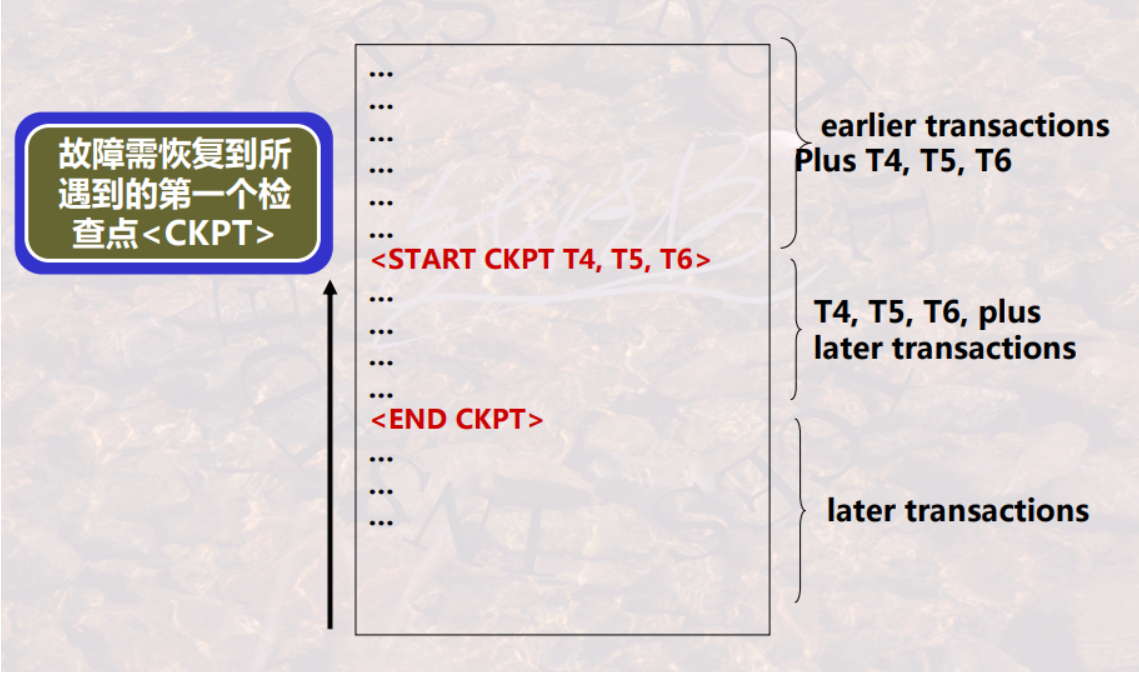 ...
...
...
...
...
...
<START CKPT T4, T5, T6>
...
...
...
...
<END CKPT>
...
...
...
故障需恢复到所
遇到的第一个检
查点<CKPT>
earlier transactions
Plus T4, T5, T6
T4, T5, T6, plus
later transactions
later transactions